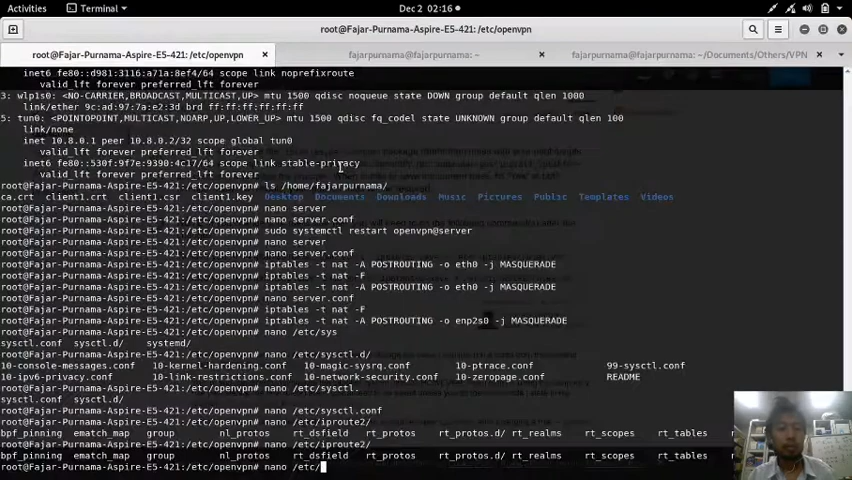 Activities Terminal Dec 2 02:16
root@Fajar-Purnama-Aspire-E5-421: /etc/openvpn
root@Fajar-Purnama-Aspire-E5-421: /etc/openvpn fajarpurnama@fajarpurnama: ~ fajarpurnama@fajarpurnama: ~/Documents/Others/VPN
inet6 fe80::d981:3116:a71a:8ef4/64 scope link noprefixroute
valid_lft forever preferred_lft forever
3: wlp1s0: <NO-CARRIER,BROADCAST,MULTICAST,UP> mtu 1500 qdisc noqueue state DOWN group default qlen 1000
link/ether 9c:ad:97:7a:e2:3d brd ff:ff:ff:ff:ff:ff
5: tun0: <POINTOPOINT,MULTICAST,NOARP,UP,LOWER_UP> mtu 1500 qdisc fq_codel state UNKNOWN group default qlen 100
link/none
inet 10.8.0.1 peer 10.8.0.2/32 scope global tun0
valid_lft forever preferred_lft forever
inet6 fe80::530f:9f7e:9390:4c17/64 scope link stable-privacy
valid_lft forever preferred_lft forever
root@Fajar-Purnama-Aspire-E5-421:/etc/openvpn# ls /home/fajarpurnama/
ca.crt client1.crt client1.csr client1.key Desktop Documents Downloads Music Pictures Public Templates Videos
root@Fajar-Purnama-Aspire-E5-421:/etc/openvpn# nano server
root@Fajar-Purnama-Aspire-E5-421:/etc/openvpn# nano server.conf
root@Fajar-Purnama-Aspire-E5-421:/etc/openvpn# sudo systemctl restart openvpn@server
root@Fajar-Purnama-Aspire-E5-421:/etc/openvpn# nano server
root@Fajar-Purnama-Aspire-E5-421:/etc/openvpn# nano server.conf
root@Fajar-Purnama-Aspire-E5-421:/etc/openvpn# iptables -t nat -A POSTROUTING -o eth0 -j MASQUERADE
root@Fajar-Purnama-Aspire-E5-421:/etc/openvpn# iptables -t nat -F
root@Fajar-Purnama-Aspire-E5-421:/etc/openvpn# iptables -t nat -A POSTROUTING -o eth0 -j MASQUERADE
root@Fajar-Purnama-Aspire-E5-421:/etc/openvpn# nano server.conf
root@Fajar-Purnama-Aspire-E5-421:/etc/openvpn# iptables -t nat -F
root@Fajar-Purnama-Aspire-E5-421:/etc/openvpn# iptables -t nat -A POSTROUTING -o enp2s0 -j MASQUERADE
root@Fajar-Purnama-Aspire-E5-421:/etc/openvpn# nano /etc/sys
sysctl.conf sysctl.d/ systemd/
root@Fajar-Purnama-Aspire-E5-421:/etc/openvpn# nano /etc/sysctl.d/
10-console-messages.conf 10-kernel-hardening.conf 10-magic-sysrq.conf 10-ptrace.conf 99-sysctl.conf
10-ipv6-privacy.conf 10-link-restrictions.conf 10-network-security.conf 10-zeropage.conf README
root@Fajar-Purnama-Aspire-E5-421:/etc/openvpn# nano /etc/sysctl.
sysctl.conf sysctl.d/
root@Fajar-Purnama-Aspire-E5-421:/etc/openvpn# nano /etc/sysctl.conf
root@Fajar-Purnama-Aspire-E5-421:/etc/openvpn# nano /etc/iproute2/
bpf_pinning ematch_map group nl_protos rt_dsfield rt_protos rt_protos.d/ rt_realms rt_scopes rt_tables
root@Fajar-Purnama-Aspire-E5-421:/etc/openvpn# nano /etc/iproute2/
bpf_pinning ematch_map group nl_protos rt_dsfield rt_protos rt_protos.d/ rt_realms rt_scopes rt_tables
root@Fajar-Purnama-Aspire-E5-421:/etc/openvpn# nano /etc/